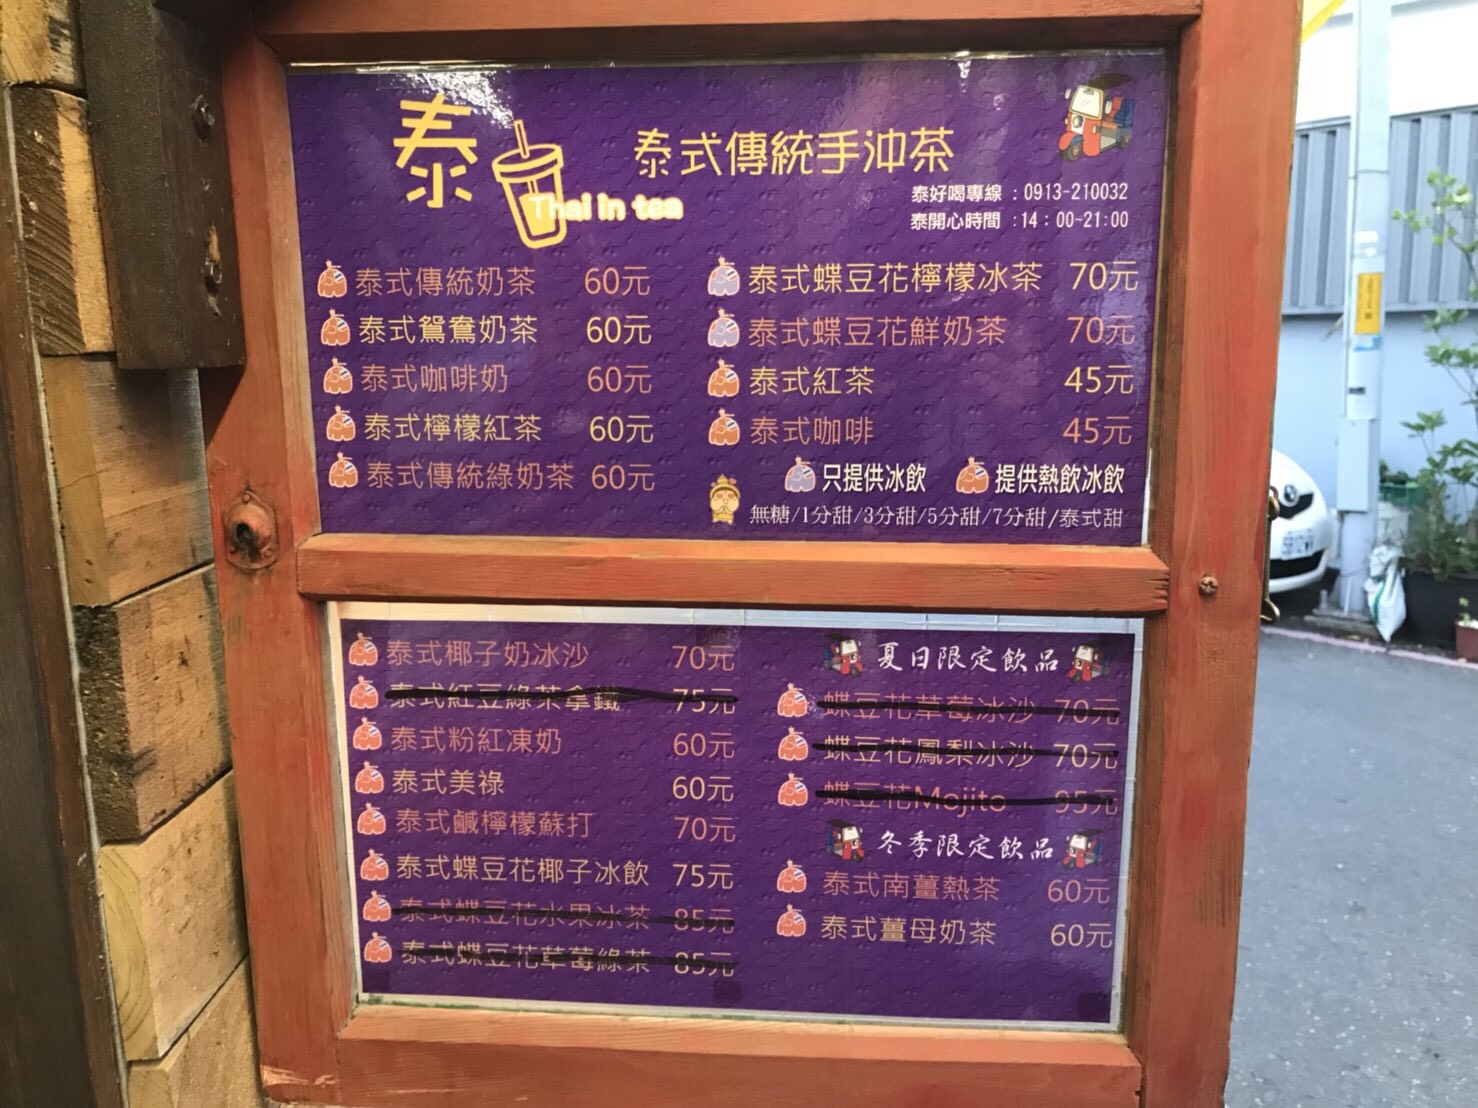 泰
Thai in tea
泰式傳統手沖茶
泰好喝專線：0913-210032
泰開心時間：14：00-21:00
泰式傳統奶茶 60元
泰式鴛鴦奶茶 60元
泰式咖啡奶 60元
泰式檸檬紅茶 60元
泰式傳統綠奶茶 60元
泰式蝶豆花檸檬冰茶 70元
泰式蝶豆花鮮奶茶 70元
泰式紅茶 45元
泰式咖啡 45元
只提供冰飲 提供熱飲冰飲
無糖/1分甜/3分甜/5分甜/7分甜/泰式甜
泰式椰子奶冰沙 70元
泰式紅豆綠茶拿鐵 75元
泰式粉紅凍奶 60元
泰式美祿 60元
泰式鹹檸檬蘇打 70元
泰式蝶豆花椰子冰飲 75元
泰式蝶豆花水果冰茶 85元
泰式蝶豆花草莓綠茶 85元
夏日限定飲品
蝶豆花草莓冰沙 70元
蝶豆花鳳梨冰沙 70元
蝶豆花Mojito 95元
冬季限定飲品
泰式南薑熱茶 60元
泰式薑母奶茶 60元